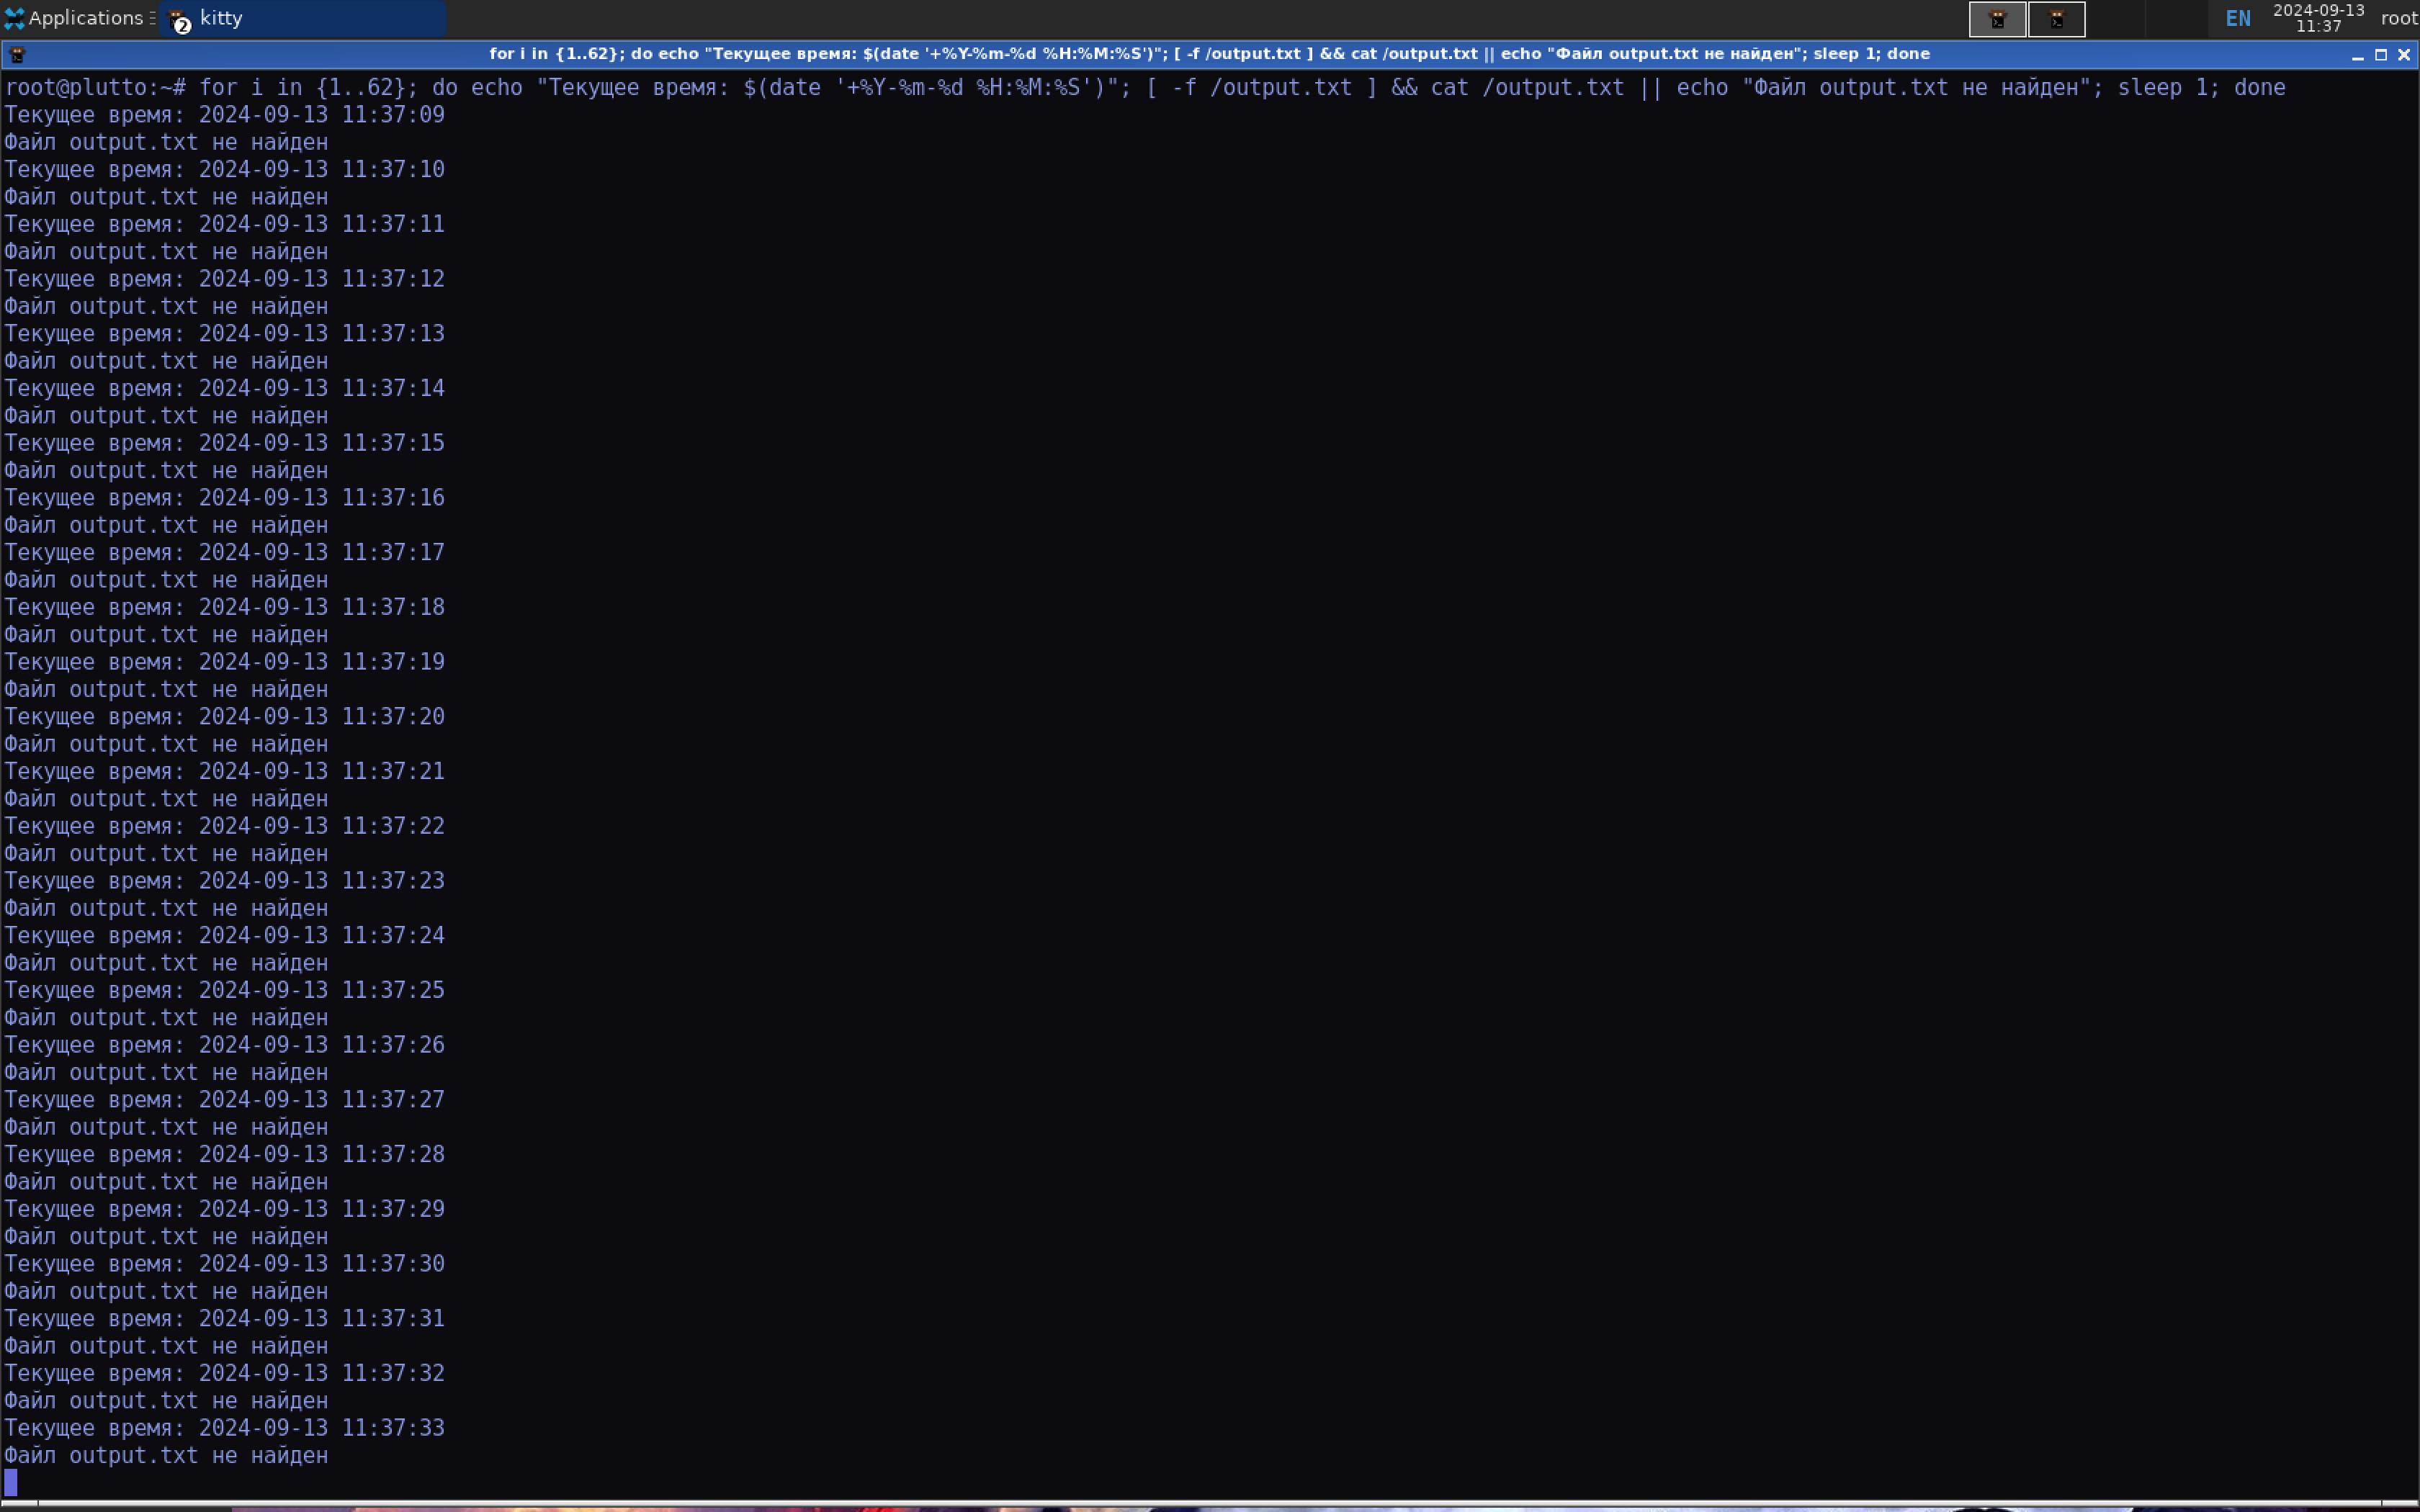 Applications
2 kitty
EN 2024-09-13 11:37 root
for i in {1..62}; do echo "Текущее время: $(date '+%Y-%m-%d %H:%M:%S')"; [ -f /output.txt ] && cat /output.txt || echo "Файл output.txt не найден"; sleep 1; done
root@plutto:~# for i in {1..62}; do echo "Текущее время: $(date '+%Y-%m-%d %H:%M:%S')"; [ -f /output.txt ] && cat /output.txt || echo "Файл output.txt не найден"; sleep 1; done
Текущее время: 2024-09-13 11:37:09
Файл output.txt не найден
Текущее время: 2024-09-13 11:37:10
Файл output.txt не найден
Текущее время: 2024-09-13 11:37:11
Файл output.txt не найден
Текущее время: 2024-09-13 11:37:12
Файл output.txt не найден
Текущее время: 2024-09-13 11:37:13
Файл output.txt не найден
Текущее время: 2024-09-13 11:37:14
Файл output.txt не найден
Текущее время: 2024-09-13 11:37:15
Файл output.txt не найден
Текущее время: 2024-09-13 11:37:16
Файл output.txt не найден
Текущее время: 2024-09-13 11:37:17
Файл output.txt не найден
Текущее время: 2024-09-13 11:37:18
Файл output.txt не найден
Текущее время: 2024-09-13 11:37:19
Файл output.txt не найден
Текущее время: 2024-09-13 11:37:20
Файл output.txt не найден
Текущее время: 2024-09-13 11:37:21
Файл output.txt не найден
Текущее время: 2024-09-13 11:37:22
Файл output.txt не найден
Текущее время: 2024-09-13 11:37:23
Файл output.txt не найден
Текущее время: 2024-09-13 11:37:24
Файл output.txt не найден
Текущее время: 2024-09-13 11:37:25
Файл output.txt не найден
Текущее время: 2024-09-13 11:37:26
Файл output.txt не найден
Текущее время: 2024-09-13 11:37:27
Файл output.txt не найден
Текущее время: 2024-09-13 11:37:28
Файл output.txt не найден
Текущее время: 2024-09-13 11:37:29
Файл output.txt не найден
Текущее время: 2024-09-13 11:37:30
Файл output.txt не найден
Текущее время: 2024-09-13 11:37:31
Файл output.txt не найден
Текущее время: 2024-09-13 11:37:32
Файл output.txt не найден
Текущее время: 2024-09-13 11:37:33
Файл output.txt не найден